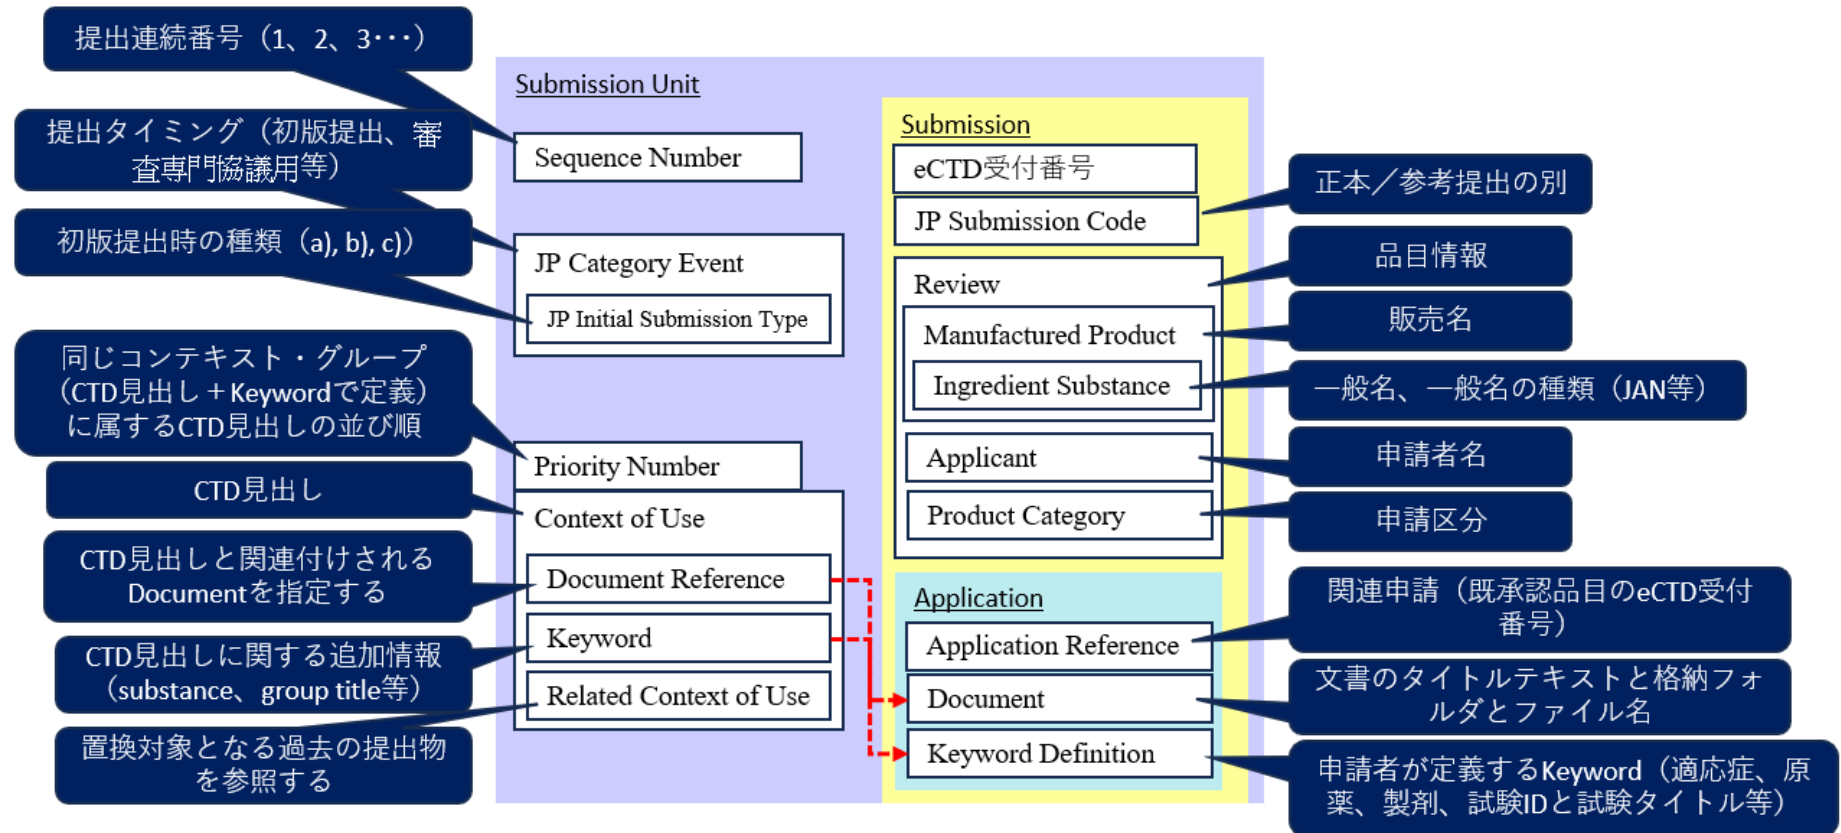 提出連続番号（1、2、3･･･）
提出タイミング（初版提出、審
査専門協議用等）
初版提出時の種類（a), b), c)）
同じコンテキスト・グループ
（CTD見出し＋Keywordで定義）
に属するCTD見出しの並び順
CTD見出し
CTD見出しと関連付けされる
Documentを指定する
CTD見出しに関する追加情報
（substance、group title等）
置換対象となる過去の提出物
を参照する
Submission Unit
Sequence Number
JP Category Event
JP Initial Submission Type
Priority Number
Context of Use
Document Reference
Keyword
Related Context of Use
Submission
eCTD受付番号
JP Submission Code
Review
Manufactured Product
Ingredient Substance
Applicant
Product Category
Application
Application Reference
Document
Keyword Definition
正本／参考提出の別
品目情報
販売名
一般名、一般名の種類（JAN等）
申請者名
申請区分
関連申請（既承認品目のeCTD受付
番号）
文書のタイトルテキストと格納フォ
ルダとファイル名
申請者が定義するKeyword（適応症、原
薬、製剤、試験IDと試験タイトル等）